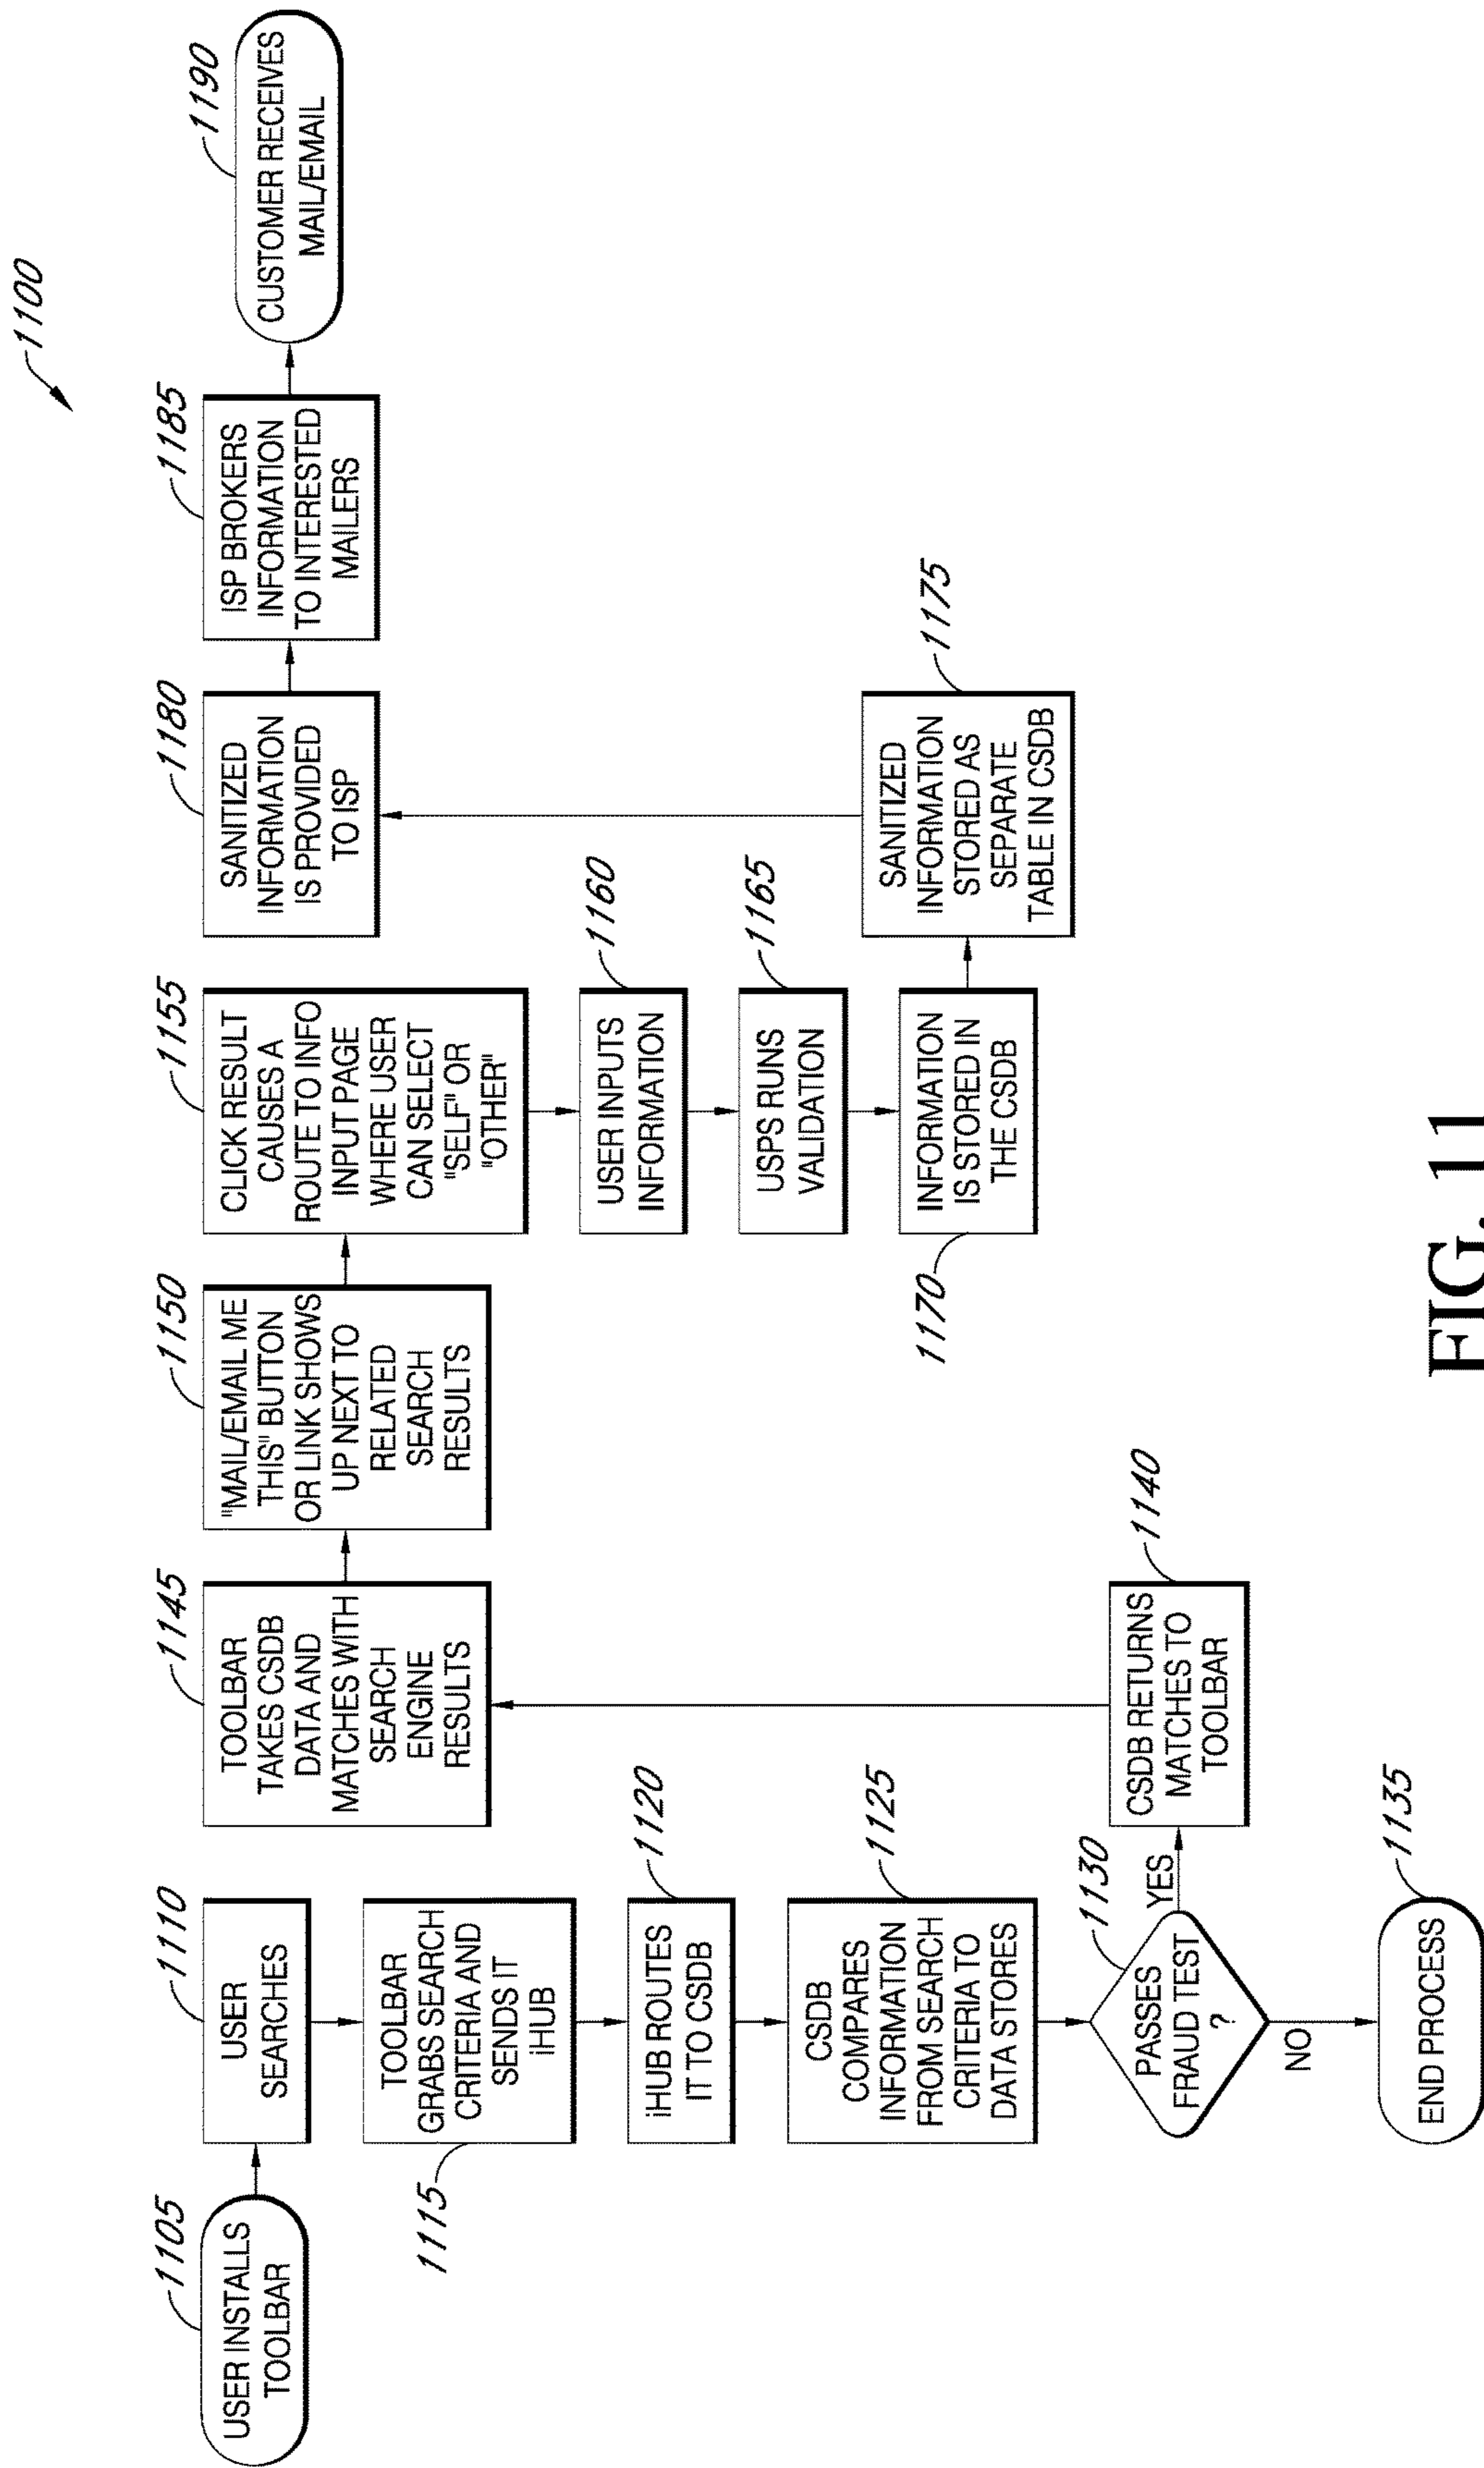 1100
1105
USER INSTALLS
TOOLBAR
1110
USER
SEARCHES
1115
TOOLBAR
GRABS SEARCH
CRITERIA AND
SENDS IT
iHUB
1120
iHUB ROUTES
IT TO CSDB
1125
CSDB
COMPARES
INFORMATION
FROM SEARCH
CRITERIA TO
DATA STORES
1130
PASSES
FRAUD TEST
?
YES
NO
1135
END PROCESS
1140
CSDB RETURNS
MATCHES TO
TOOLBAR
1145
TOOLBAR
TAKES CSDB
DATA AND
MATCHES WITH
SEARCH
ENGINE
RESULTS
1150
"MAIL/EMAIL ME
THIS" BUTTON
OR LINK SHOWS
UP NEXT TO
RELATED
SEARCH
RESULTS
1155
CLICK RESULT
CAUSES A
ROUTE TO INFO
INPUT PAGE
WHERE USER
CAN SELECT
"SELF" OR
"OTHER"
1160
USER INPUTS
INFORMATION
1165
USPS RUNS
VALIDATION
1170
INFORMATION
IS STORED IN
THE CSDB
1175
SANITIZED
INFORMATION
STORED AS
SEPARATE
TABLE IN CSDB
1180
SANITIZED
INFORMATION
IS PROVIDED
TO ISP
1185
ISP BROKERS
INFORMATION
TO INTERESTED
MAILERS
1190
CUSTOMER RECEIVES
MAIL/EMAIL
FIG. 11